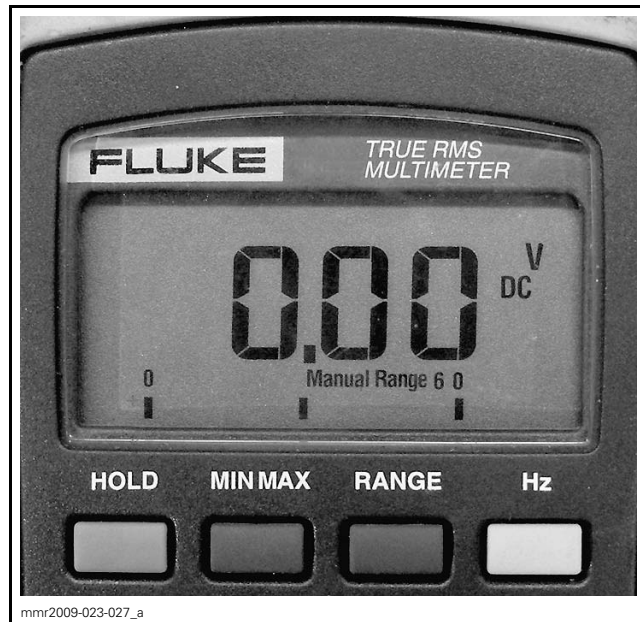 FLUKE
TRUE RMS
MULTIMETER
0.00 V
DC
Manual Range 6 0
0
HOLD MIN MAX RANGE Hz
mmr2009-023-027_a